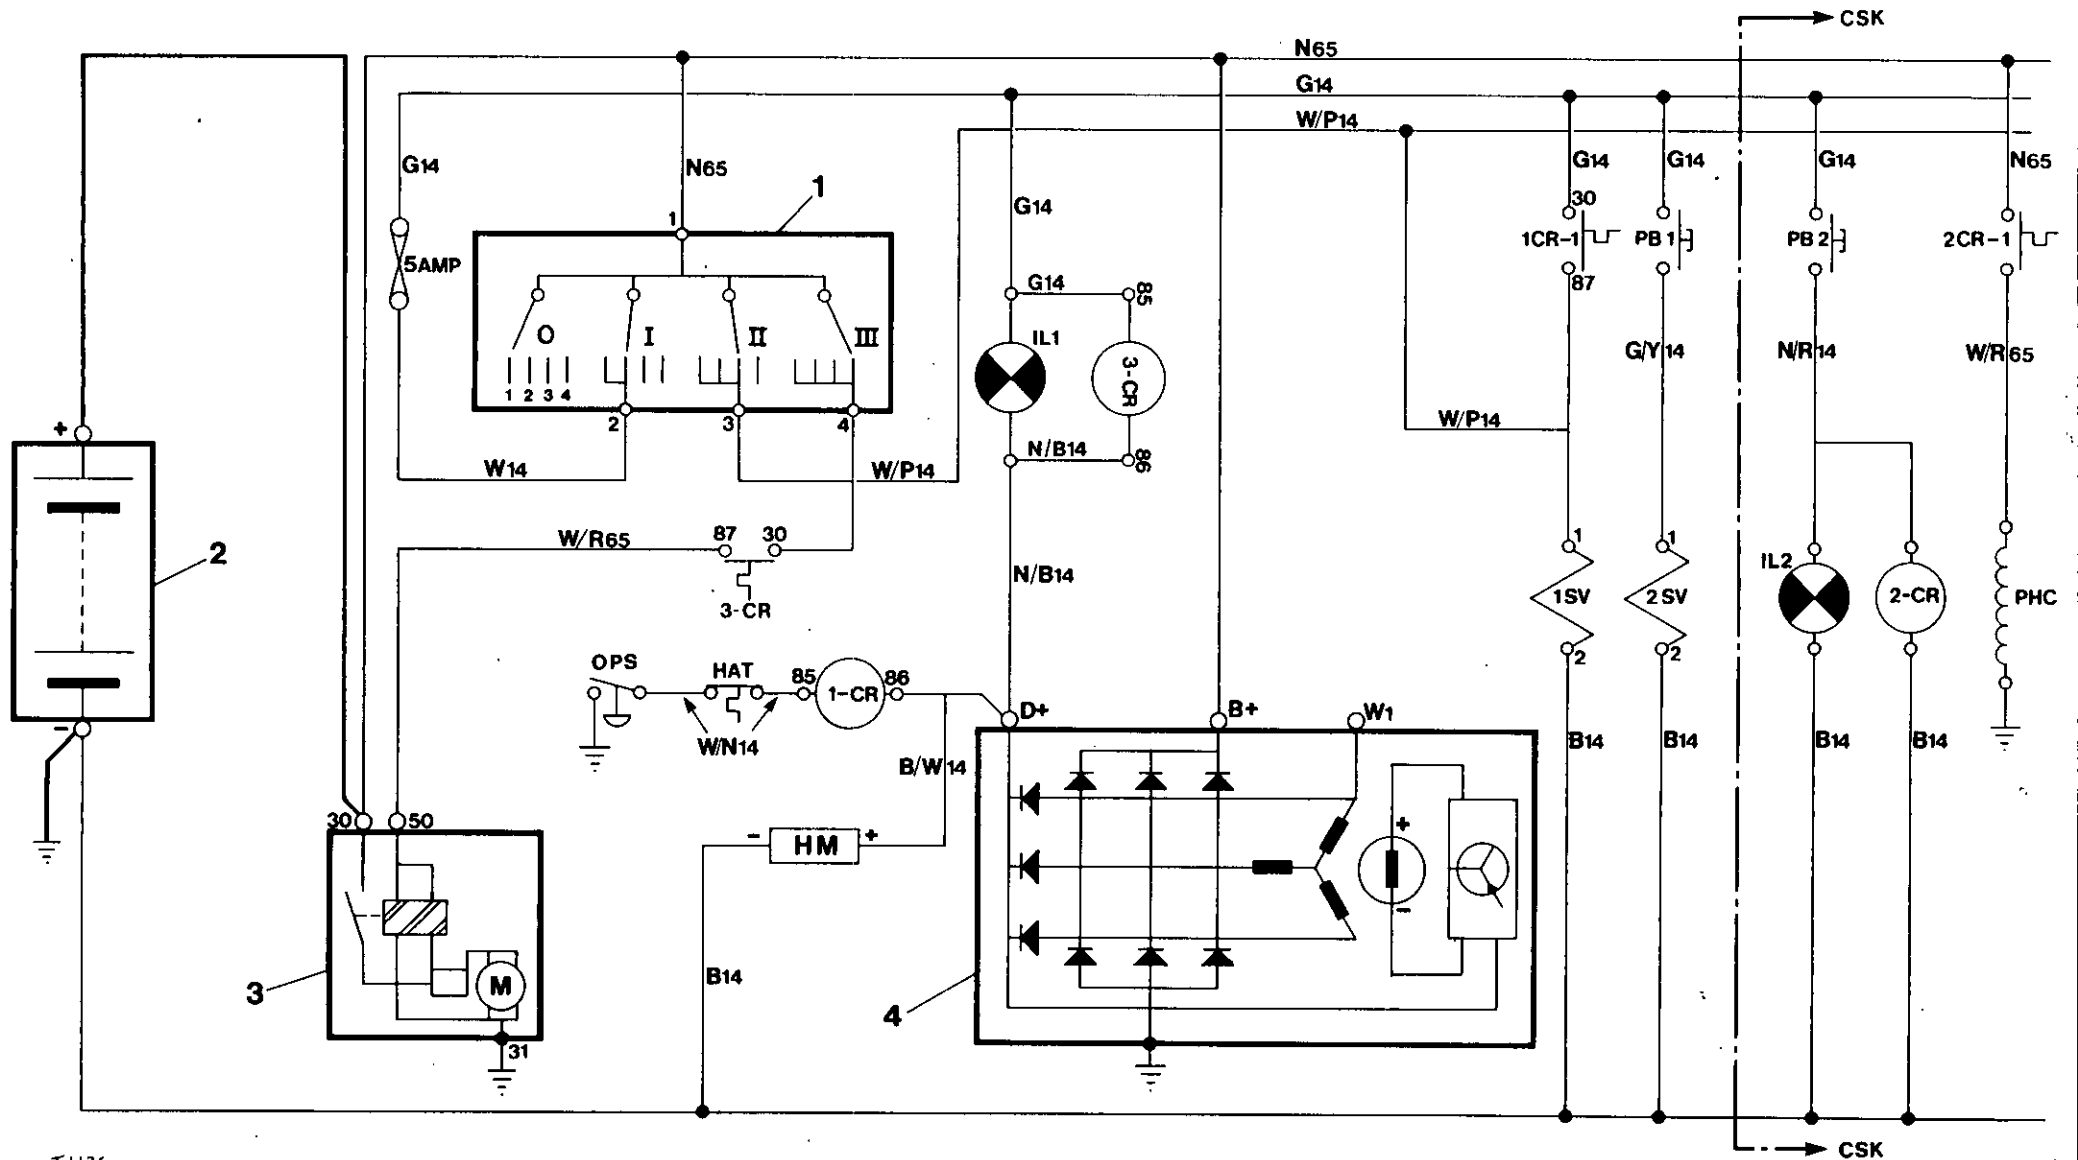 CSK
N65
G14
W/P14
G14
N65
G14
G14
G14
N65
1
1
G14
30
1CR-1
PB 1
PB 2
2CR-1
87
5AMP
O
I
II
III
1 2 3 4
2
3
4
G14
85
IL1
3-CR
N/B14
86
G/Y 14
N/R 14
W/R 65
W/P14
+
W14
W/P14
2
W/R65
87
30
3-CR
N/B14
1
1
1SV
2SV
2
2
IL2
2-CR
PHC
OPS
HAT
85
1-CR
86
W/N14
D+
B+
W1
-
B/W 14
B14
B14
B14
B14
30
50
- HM +
+
-
M
3
31
B14
4
CSK